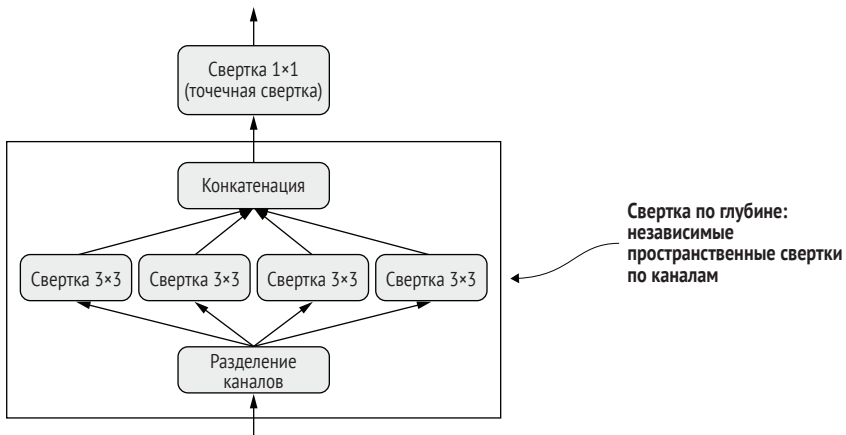 Свертка 1×1
(точечная свертка)
Конкатенация
Свертка 3×3
Свертка 3×3
Свертка 3×3
Свертка 3×3
Разделение
каналов
Свертка по глубине:
независимые
пространственные свертки
по каналам